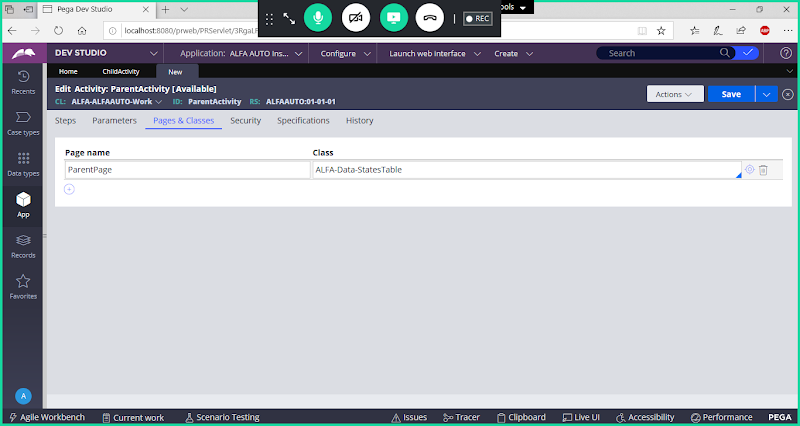 Pega Dev Studio
ools
REC
localhost:8080/prweb/PRServlet/3RgaLF
ABP
DEV STUDIO
Application: ALFA AUTO Ins...
Configure
Launch web interface
Create
Search
Home
ChildActivity
New
Recents
Edit Activity: ParentActivity [Available]
CL: ALFA-ALFAAUTO-Work
ID: ParentActivity
RS: ALFAAUTO:01-01-01
Actions
Save
Steps
Parameters
Pages & Classes
Security
Specifications
History
Case types
Page name
Class
ParentPage
ALFA-Data-StatesTable
Data types
App
Records
Favorites
A
Agile Workbench
Current work
Scenario Testing
Issues
Tracer
Clipboard
Live UI
Accessibility
Performance
PEGA